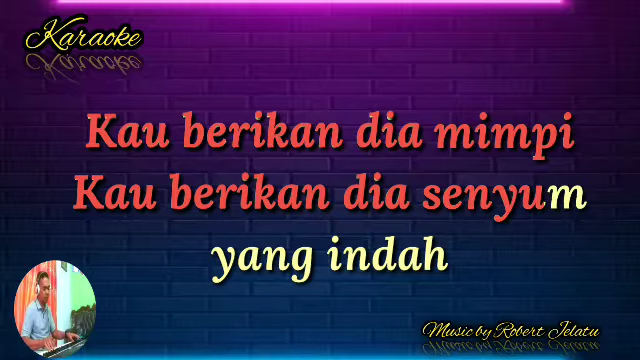 Karaoke
Kau berikan dia mimpi
Kau berikan dia senyum
yang indah
Music by Robert Jelatu